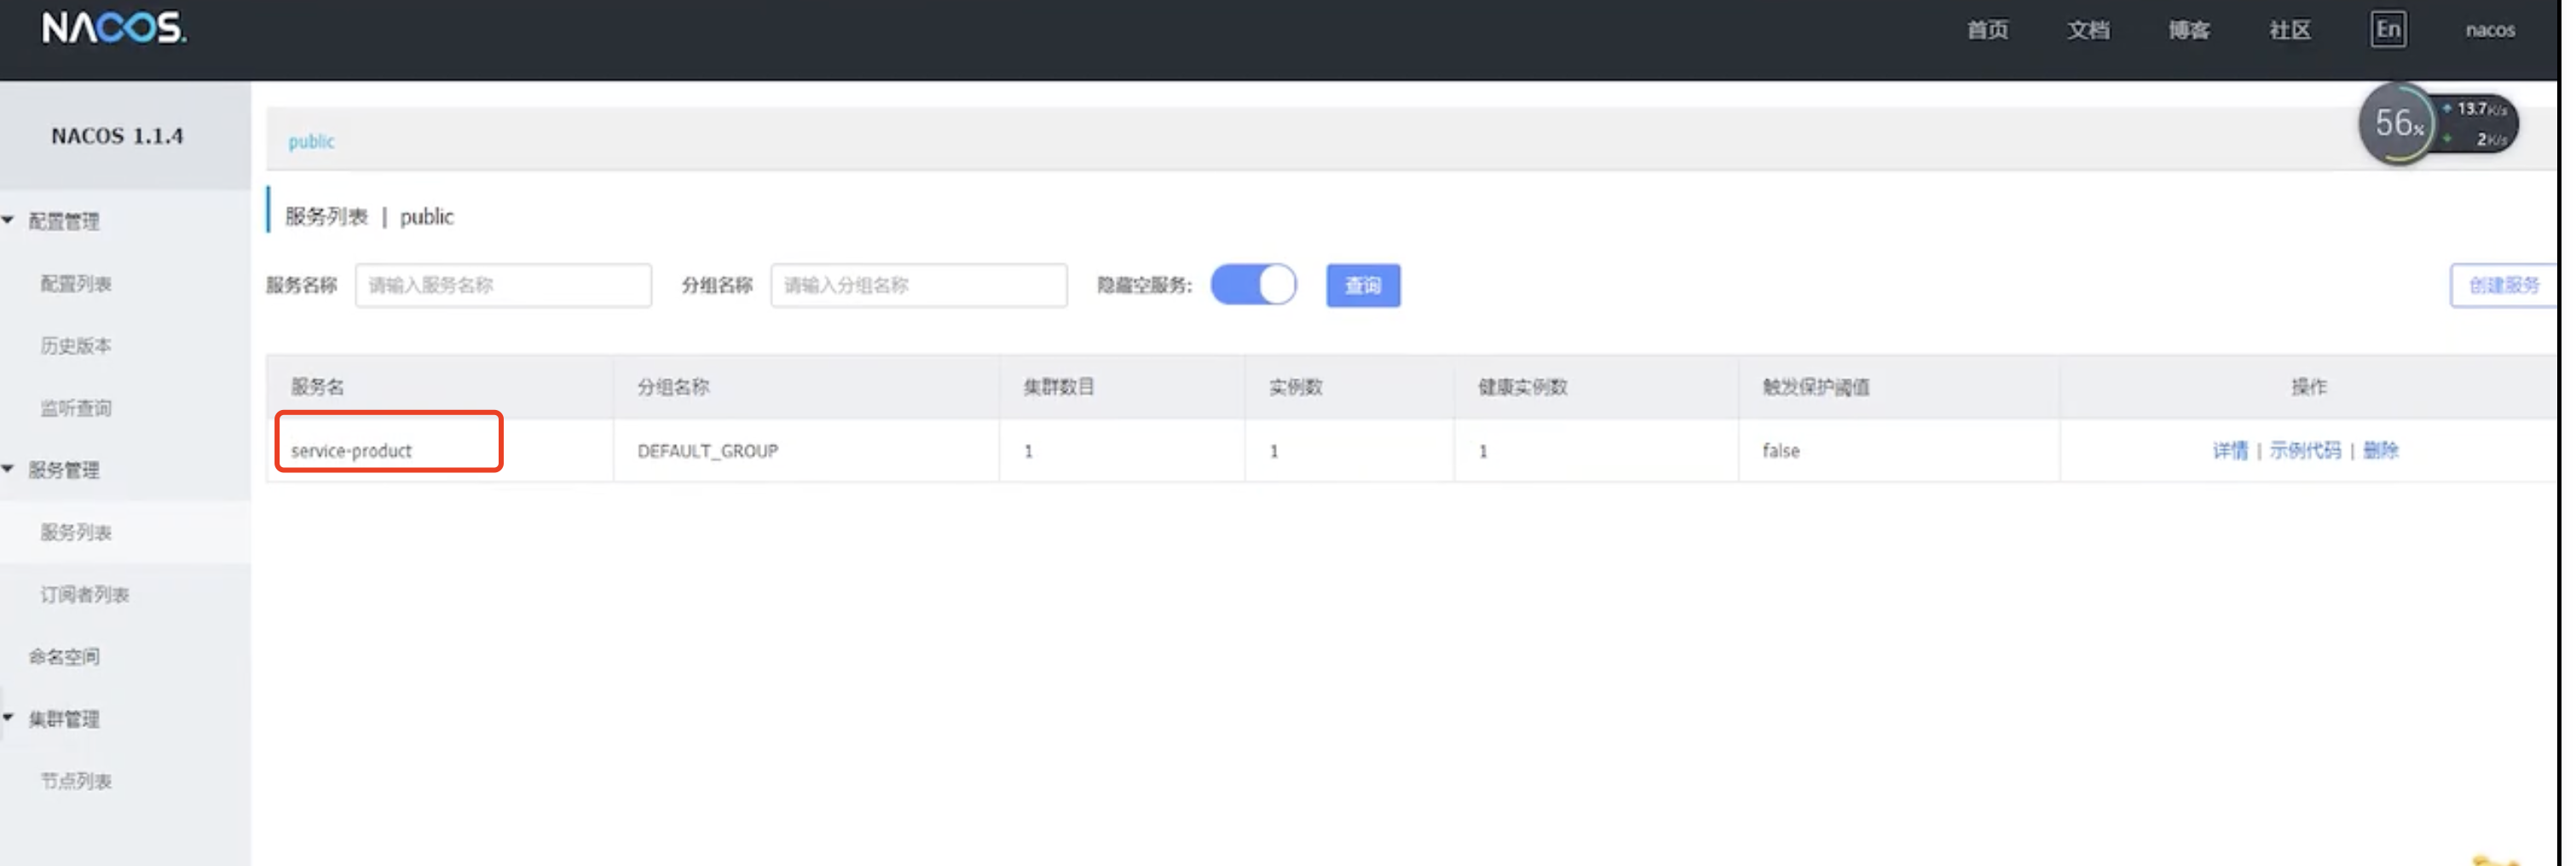 NACOS.
首页 文档 博客 社区 En nacos
NACOS 1.1.4
public
56% 13.7K/s
2K/s
服务列表 | public
配置管理
服务名称 请输入服务名称 分组名称 请输入分组名称 隐藏空服务: 查询 创建服务
配置列表
历史版本
服务名 分组名称 集群数目 实例数 健康实例数 触发保护阈值 操作
监听查询
service-product DEFAULT_GROUP 1 1 1 false 详情 | 示例代码 | 删除
服务管理
服务列表
订阅者列表
命名空间
集群管理
节点列表